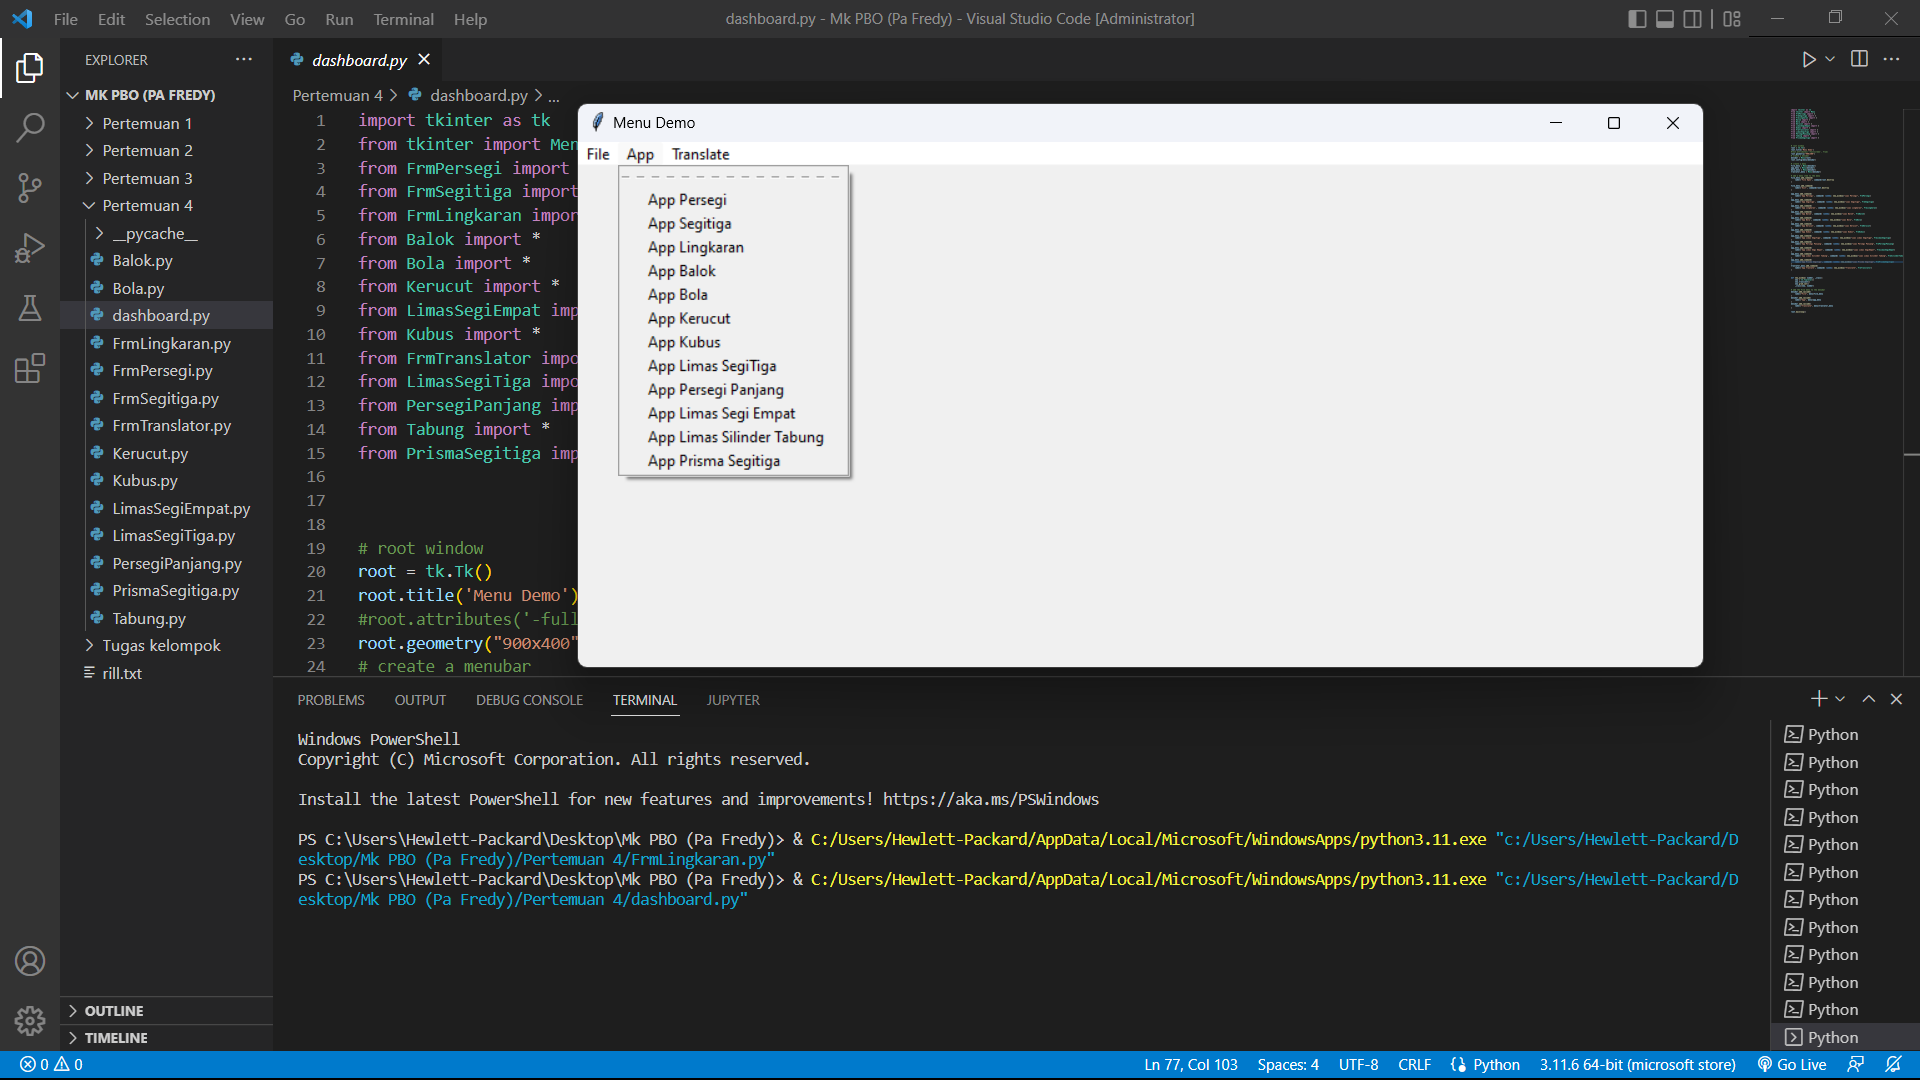 File Edit Selection View Go Run Terminal Help
dashboard.py - Mk PBO (Pa Fredy) - Visual Studio Code [Administrator]
EXPLORER
MK PBO (PA FREDY)
Pertemuan 1
Pertemuan 2
Pertemuan 3
Pertemuan 4
__pycache__
Balok.py
Bola.py
dashboard.py
FrmLingkaran.py
FrmPersegi.py
FrmSegitiga.py
FrmTranslator.py
Kerucut.py
Kubus.py
LimasSegiEmpat.py
LimasSegiTiga.py
PersegiPanjang.py
PrismaSegitiga.py
Tabung.py
Tugas kelompok
rill.txt
OUTLINE
TIMELINE
dashboard.py
Pertemuan 4 > dashboard.py > ...
1 import tkinter as tk
2 from tkinter import Men
3 from FrmPersegi import
4 from FrmSegitiga import
5 from FrmLingkaran impor
6 from Balok import *
7 from Bola import *
8 from Kerucut import *
9 from LimasSegiEmpat imp
10 from Kubus import *
11 from FrmTranslator impo
12 from LimasSegiTiga impo
13 from PersegiPanjang imp
14 from Tabung import *
15 from PrismaSegitiga imp
16
17
18
19 # root window
20 root = tk.Tk()
21 root.title('Menu Demo')
22 #root.attributes('-full
23 root.geometry("900x400"
24 # create a menubar
Menu Demo
File App Translate
App Persegi
App Segitiga
App Lingkaran
App Balok
App Bola
App Kerucut
App Kubus
App Limas SegiTiga
App Persegi Panjang
App Limas Segi Empat
App Limas Silinder Tabung
App Prisma Segitiga
PROBLEMS OUTPUT DEBUG CONSOLE TERMINAL JUPYTER
Windows PowerShell
Copyright (C) Microsoft Corporation. All rights reserved.
Install the latest PowerShell for new features and improvements! https://aka.ms/PSWindows
PS C:\Users\Hewlett-Packard\Desktop\Mk PBO (Pa Fredy)> & C:/Users/Hewlett-Packard/AppData/Local/Microsoft/WindowsApps/python3.11.exe "c:/Users/Hewlett-Packard/D
esktop/Mk PBO (Pa Fredy)/Pertemuan 4/FrmLingkaran.py"
PS C:\Users\Hewlett-Packard\Desktop\Mk PBO (Pa Fredy)> & C:/Users/Hewlett-Packard/AppData/Local/Microsoft/WindowsApps/python3.11.exe "c:/Users/Hewlett-Packard/D
esktop/Mk PBO (Pa Fredy)/Pertemuan 4/dashboard.py"
Python
Python
Python
Python
Python
Python
Python
Python
Python
Python
Python
Python
0 0
Ln 77, Col 103 Spaces: 4 UTF-8 CRLF Python 3.11.6 64-bit (microsoft store) Go Live